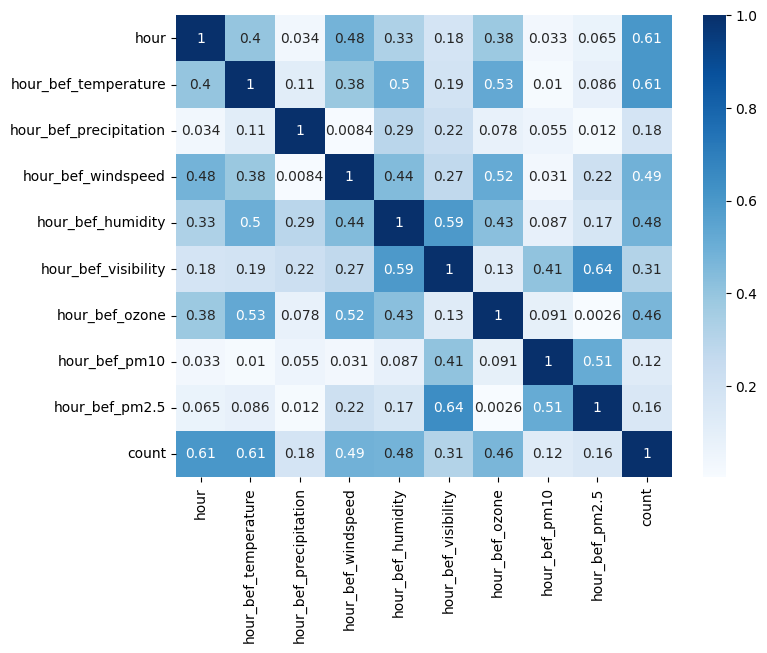 hour 1 0.4 0.034 0.48 0.33 0.18 0.38 0.033 0.065 0.61
hour_bef_temperature 0.4 1 0.11 0.38 0.5 0.19 0.53 0.01 0.086 0.61
hour_bef_precipitation 0.034 0.11 1 0.0084 0.29 0.22 0.078 0.055 0.012 0.18
hour_bef_windspeed 0.48 0.38 0.0084 1 0.44 0.27 0.52 0.031 0.22 0.49
hour_bef_humidity 0.33 0.5 0.29 0.44 1 0.59 0.43 0.087 0.17 0.48
hour_bef_visibility 0.18 0.19 0.22 0.27 0.59 1 0.13 0.41 0.64 0.31
hour_bef_ozone 0.38 0.53 0.078 0.52 0.43 0.13 1 0.091 0.0026 0.46
hour_bef_pm10 0.033 0.01 0.055 0.031 0.087 0.41 0.091 1 0.51 0.12
hour_bef_pm2.5 0.065 0.086 0.012 0.22 0.17 0.64 0.0026 0.51 1 0.16
count 0.61 0.61 0.18 0.49 0.48 0.31 0.46 0.12 0.16 1
hour
hour_bef_temperature
hour_bef_precipitation
hour_bef_windspeed
hour_bef_humidity
hour_bef_visibility
hour_bef_ozone
hour_bef_pm10
hour_bef_pm2.5
count
1.0
0.8
0.6
0.4
0.2